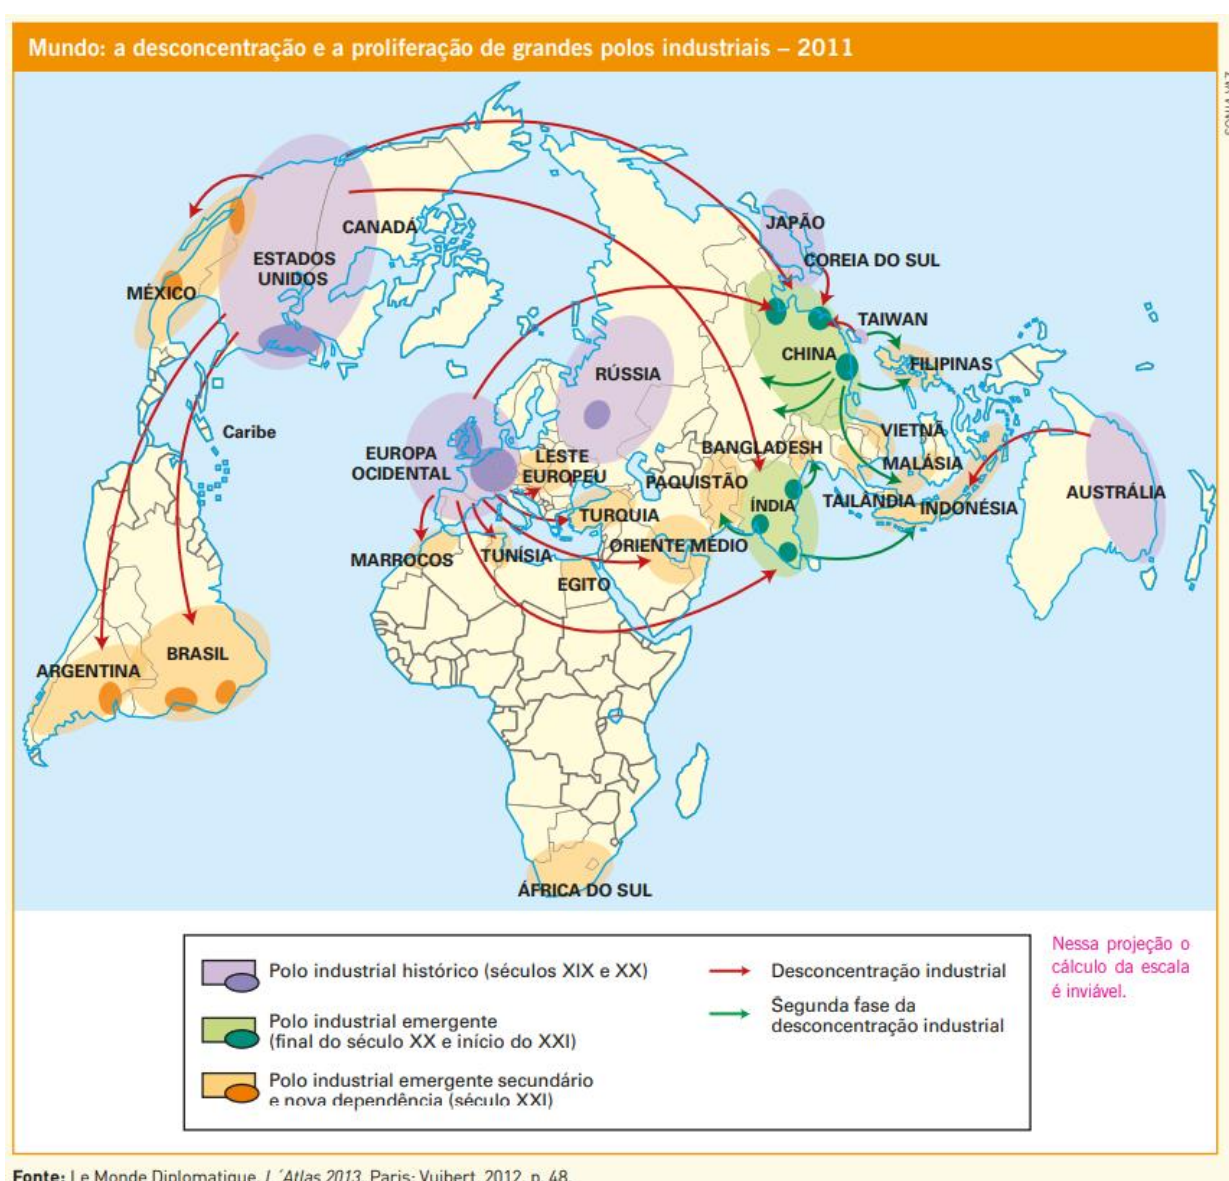 Mundo: a desconcentração e a proliferação de grandes polos industriais – 2011
SONIA VAZ
JAPÃO
CANADÁ
COREIA DO SUL
ESTADOS
UNIDOS
MÉXICO
TAIWAN
CHINA
FILIPINAS
RÚSSIA
Caribe
VIETNÃ
BANGLADESH
EUROPA
OCIDENTAL
LESTE
EUROPEU
MALÁSIA
PAQUISTÃO
AUSTRÁLIA
ÍNDIA
TAILÂNDIA
INDONÉSIA
TURQUIA
ORIENTE MÉDIO
MARROCOS
TUNÍSIA
EGITO
BRASIL
ARGENTINA
ÁFRICA DO SUL
Polo industrial histórico (séculos XIX e XX)
Polo industrial emergente
(final do século XX e início do XXI)
Polo industrial emergente secundário
e nova dependência (século XXI)
Desconcentração industrial
Segunda fase da
desconcentração industrial
Nessa projeção o
cálculo da escala
é inviável.
Fonte: Le Monde Diplomatique. L´Atlas 2013. Paris: Vuibert, 2012. p. 48.